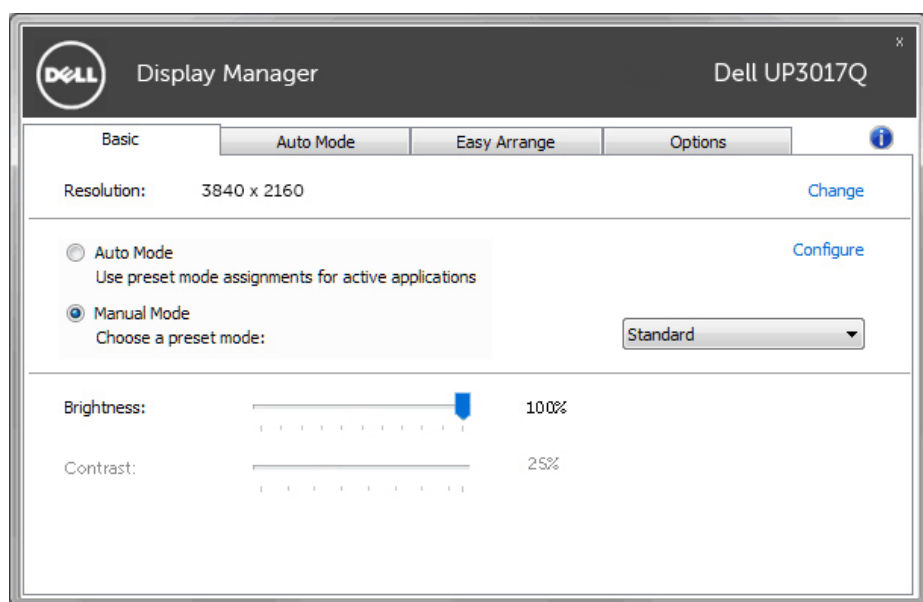 DELL
Display Manager
Dell UP3017Q
x
Basic
Auto Mode
Easy Arrange
Options
i
Resolution:
3840 x 2160
Change
Auto Mode
Configure
Use preset mode assignments for active applications
Manual Mode
Choose a preset mode:
Standard
Brightness:
100%
Contrast:
25%